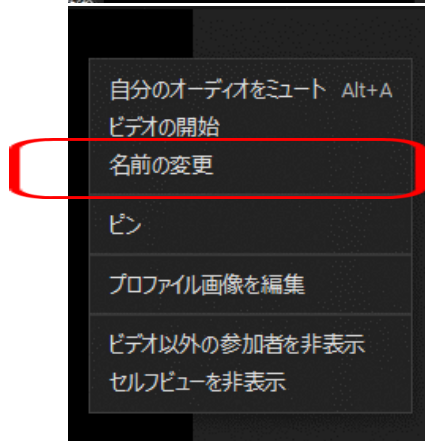 自分のオーディオをミュート Alt+A
ビデオの開始
名前の変更
ピン
プロファイル画像を編集
ビデオ以外の参加者を非表示
セルフビューを非表示